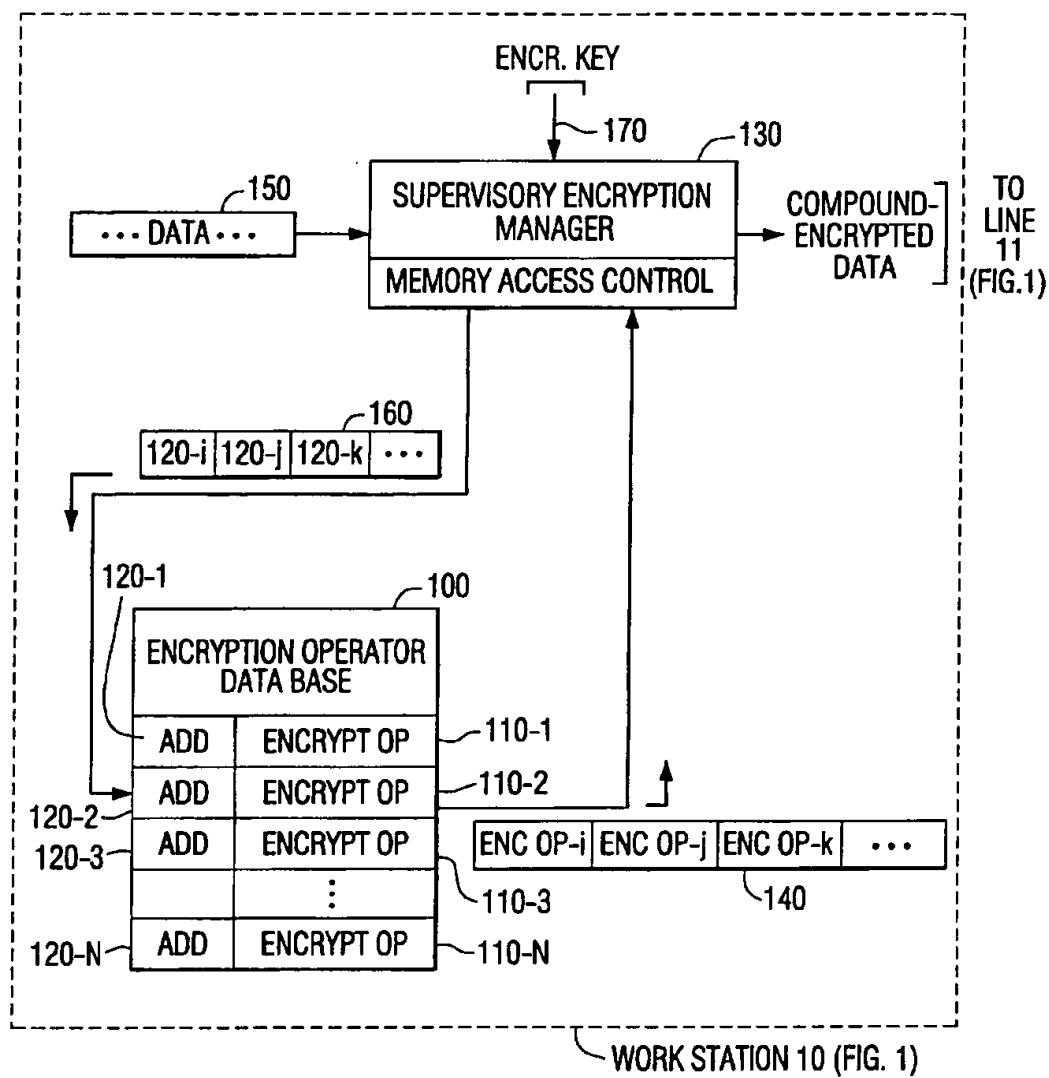 ENCR. KEY
170
130
150
SUPERVISORY ENCRYPTION
MANAGER
··· DATA ···
MEMORY ACCESS CONTROL
COMPOUND-
ENCRYPTED
DATA
TO
LINE
11
(FIG.1)
160
120-i 120-j 120-k ···
120-1
100
ENCRYPTION OPERATOR
DATA BASE
ADD ENCRYPT OP 110-1
ADD ENCRYPT OP 110-2
120-2
120-3 ADD ENCRYPT OP
110-3
ENC OP-i ENC OP-j ENC OP-k ···
140
120-N ADD ENCRYPT OP 110-N
WORK STATION 10 (FIG. 1)